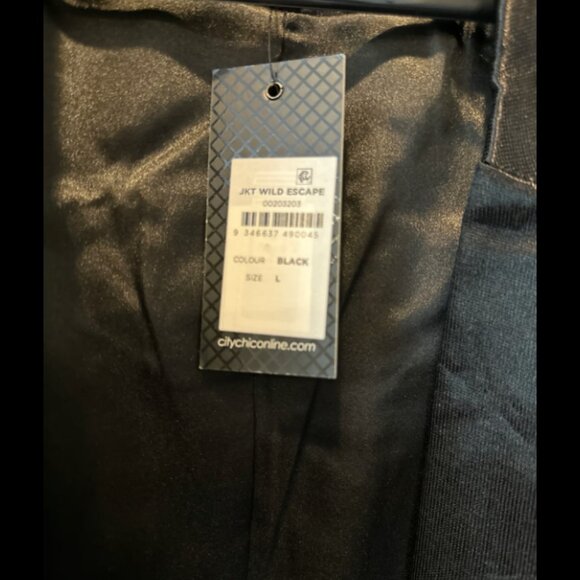 JKT WILD ESCAPE
00203203
9 346637 490045
COLOUR BLACK
SIZE L
citychiconline.com